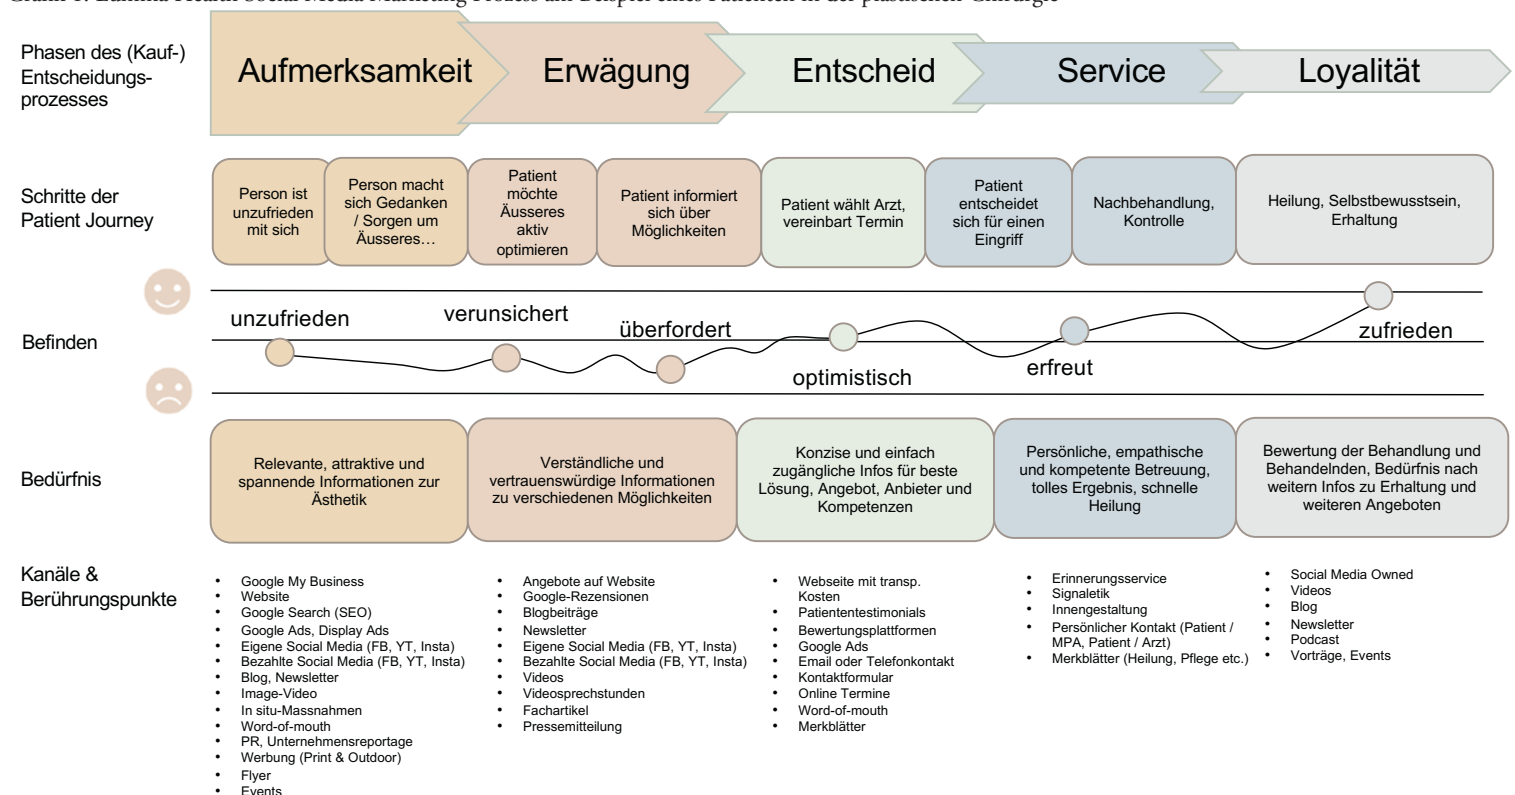 Phasen des (Kauf-)
Entscheidungs-
prozesses
Aufmerksamkeit
Erwägung
Entscheid
Service
Loyalität
Schritte der
Patient Journey
Person ist
unzufrieden
mit sich
Person macht
sich Gedanken
/ Sorgen um
Äusseres…
Patient
möchte
Äusseres
aktiv
optimieren
Patient informiert
sich über
Möglichkeiten
Patient wählt Arzt,
vereinbart Termin
Patient
entscheidet
sich für einen
Eingriff
Nachbehandlung,
Kontrolle
Heilung, Selbstbewusstsein,
Erhaltung
Befinden
unzufrieden
verunsichert
überfordert
optimistisch
erfreut
zufrieden
Bedürfnis
Relevante, attraktive und
spannende Informationen zur
Ästhetik
Verständliche und
vertrauenswürdige Informationen
zu verschiedenen Möglichkeiten
Konzise und einfach
zugängliche Infos für beste
Lösung, Angebot, Anbieter und
Kompetenzen
Persönliche, empathische
und kompetente Betreuung,
tolles Ergebnis, schnelle
Heilung
Bewertung der Behandlung und
Behandelnden, Bedürfnis nach
weitern Infos zu Erhaltung und
weiteren Angeboten
Kanäle &
Berührungspunkte
• Google My Business
• Website
• Google Search (SEO)
• Google Ads, Display Ads
• Eigene Social Media (FB, YT, Insta)
• Bezahlte Social Media (FB, YT, Insta)
• Blog, Newsletter
• Image-Video
• In situ-Massnahmen
• Word-of-mouth
• PR, Unternehmensreportage
• Werbung (Print & Outdoor)
• Flyer
• Events
• Angebote auf Website
• Google-Rezensionen
• Blogbeiträge
• Newsletter
• Eigene Social Media (FB, YT, Insta)
• Bezahlte Social Media (FB, YT, Insta)
• Videos
• Videosprechstunden
• Fachartikel
• Pressemitteilung
• Webseite mit transp.
Kosten
• Patiententestimonials
• Bewertungsplattformen
• Google Ads
• Email oder Telefonkontakt
• Kontaktformular
• Online Termine
• Word-of-mouth
• Merkblätter
• Erinnerungsservice
• Signaletik
• Innengestaltung
• Persönlicher Kontakt (Patient /
MPA, Patient / Arzt)
• Merkblätter (Heilung, Pflege etc.)
• Social Media Owned
• Videos
• Blog
• Newsletter
• Podcast
• Vorträge, Events